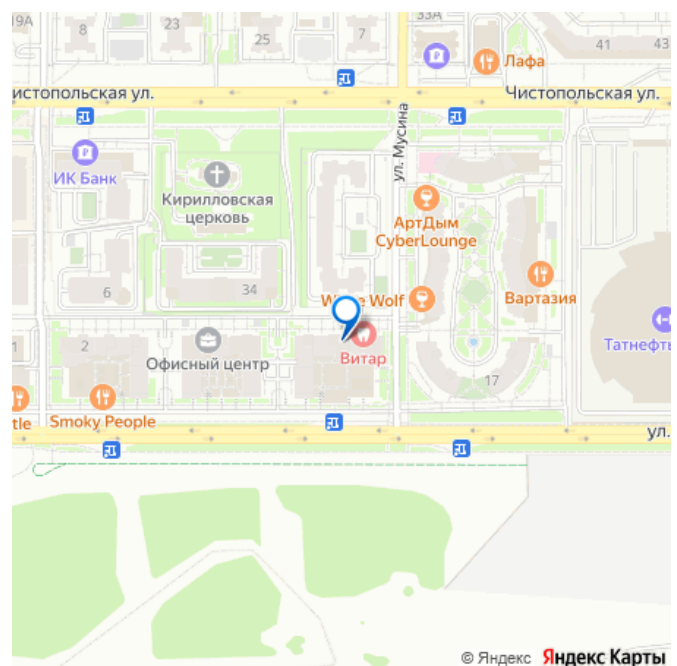 19А
8
23
25
7
33А
41
43
Лафа
истопольская ул.
Чистопольская ул.
ул. Мусина
ИК Банк
Кирилловская
церковь
АртДым
CyberLounge
6
34
Wolf
Вартазия
1
2
Офисный центр
Витар
Татнефть
17
tle
Smoky People
ул.
© Яндекс Яндекс Карты